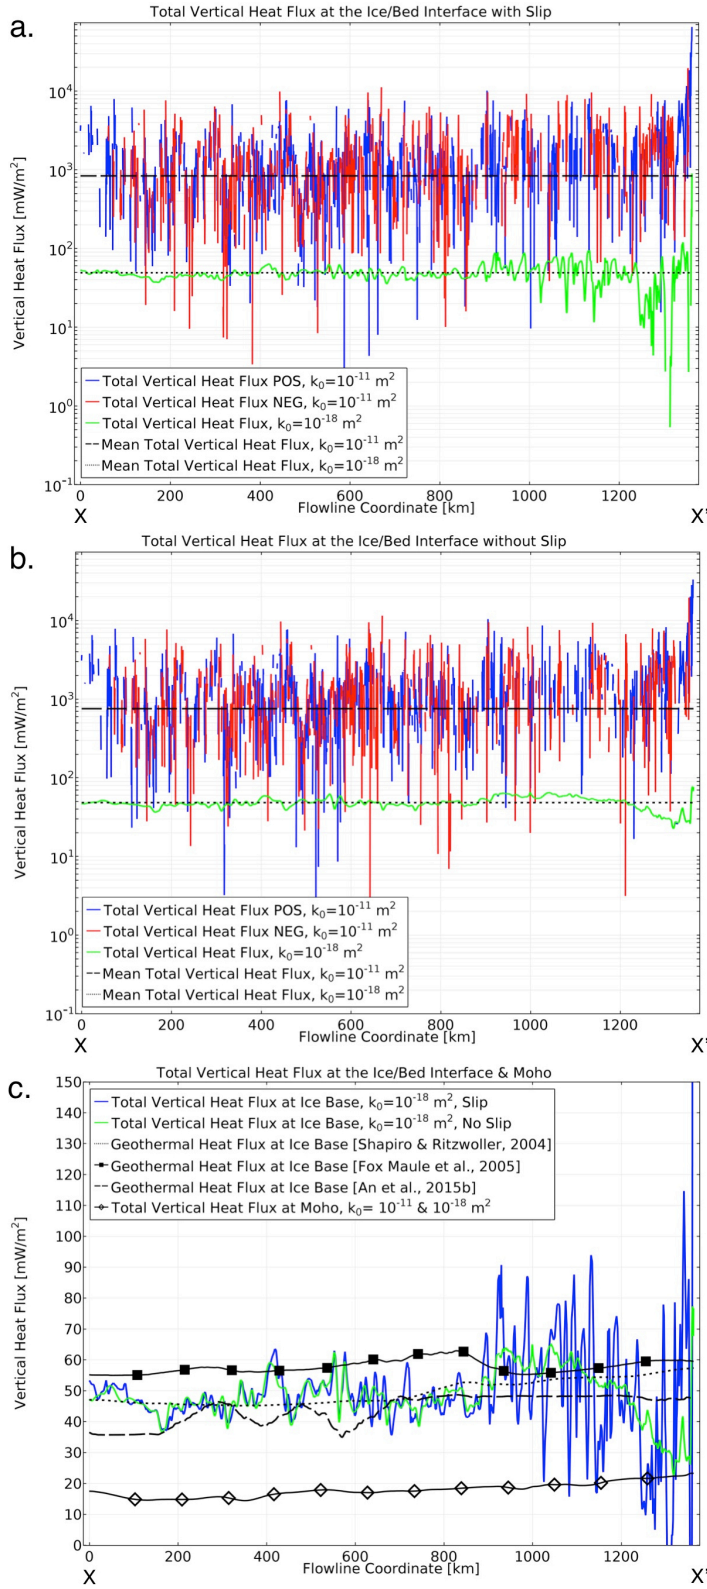 a.
Total Vertical Heat Flux at the Ice/Bed Interface with Slip
Vertical Heat Flux [mW/m²]
10⁴
10³
10²
10¹
10⁰
10⁻¹
Total Vertical Heat Flux POS, k₀=10⁻¹¹ m²
Total Vertical Heat Flux NEG, k₀=10⁻¹¹ m²
Total Vertical Heat Flux, k₀=10⁻¹⁸ m²
Mean Total Vertical Heat Flux, k₀=10⁻¹¹ m²
Mean Total Vertical Heat Flux, k₀=10⁻¹⁸ m²
0 200 400 600 800 1000 1200
Flowline Coordinate [km]
X X'
b.
Total Vertical Heat Flux at the Ice/Bed Interface without Slip
Vertical Heat Flux [mW/m²]
10⁴
10³
10²
10¹
10⁰
10⁻¹
Total Vertical Heat Flux POS, k₀=10⁻¹¹ m²
Total Vertical Heat Flux NEG, k₀=10⁻¹¹ m²
Total Vertical Heat Flux, k₀=10⁻¹⁸ m²
Mean Total Vertical Heat Flux, k₀=10⁻¹¹ m²
Mean Total Vertical Heat Flux, k₀=10⁻¹⁸ m²
0 200 400 600 800 1000 1200
Flowline Coordinate [km]
X X'
c.
Total Vertical Heat Flux at the Ice/Bed Interface & Moho
Vertical Heat Flux [mW/m²]
150
140
130
120
110
100
90
80
70
60
50
40
30
20
10
0
Total Vertical Heat Flux at Ice Base, k₀=10⁻¹⁸ m², Slip
Total Vertical Heat Flux at Ice Base, k₀=10⁻¹⁸ m², No Slip
Geothermal Heat Flux at Ice Base [Shapiro & Ritzwoller, 2004]
Geothermal Heat Flux at Ice Base [Fox Maule et al., 2005]
Geothermal Heat Flux at Ice Base [An et al., 2015b]
Total Vertical Heat Flux at Moho, k₀= 10⁻¹¹ & 10⁻¹⁸ m²
0 200 400 600 800 1000 1200
Flowline Coordinate [km]
X X'